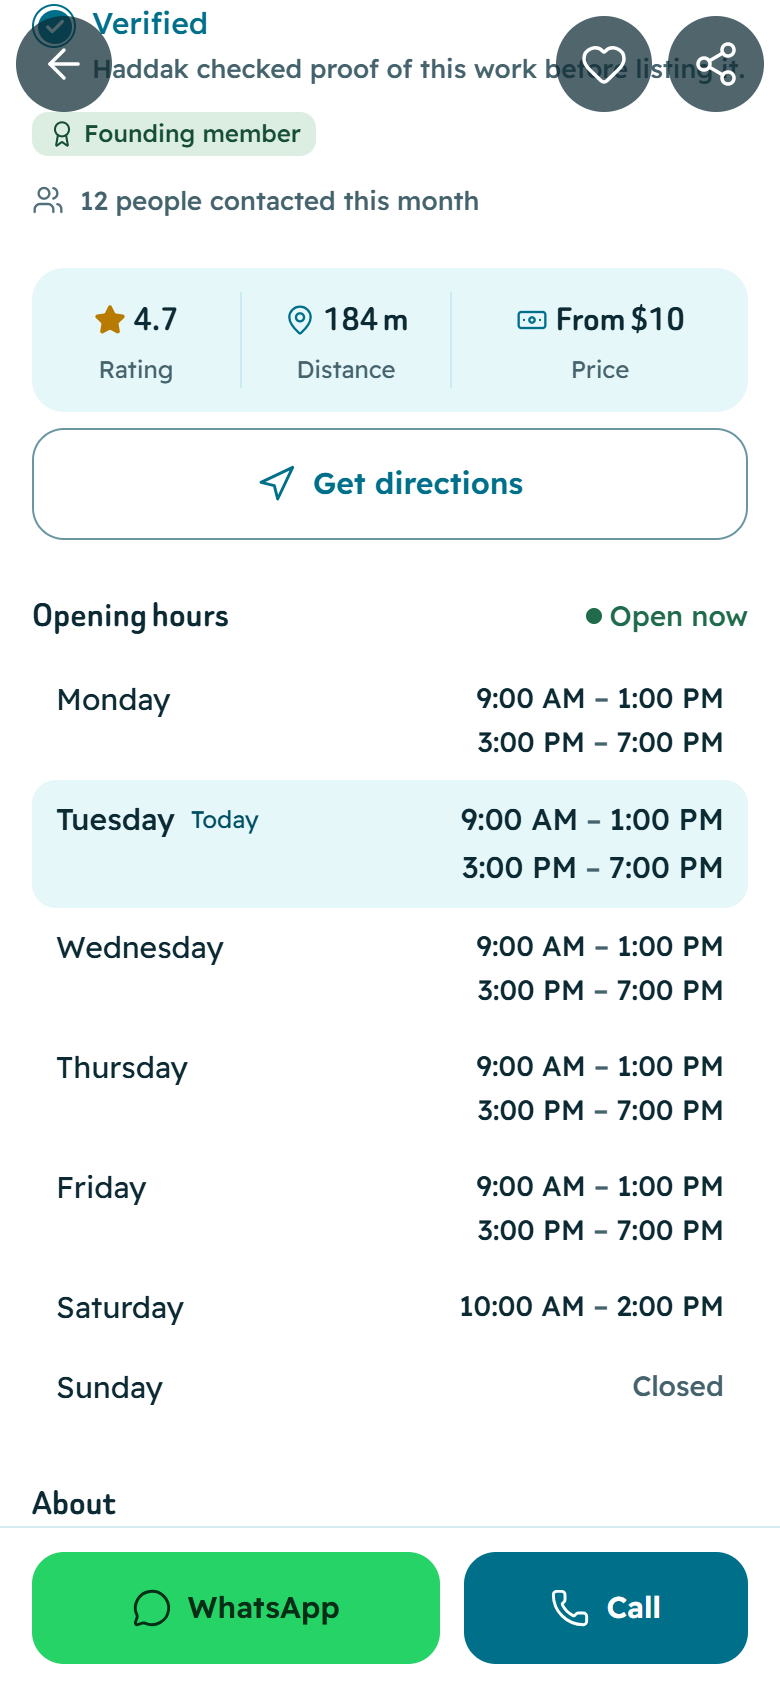 Verified
Haddak checked proof of this work before listing it.
Founding member
12 people contacted this month
4.7
Rating
184 m
Distance
From $10
Price
Get directions
Opening hours
Open now
Monday
9:00 AM – 1:00 PM
3:00 PM – 7:00 PM
Tuesday Today
9:00 AM – 1:00 PM
3:00 PM – 7:00 PM
Wednesday
9:00 AM – 1:00 PM
3:00 PM – 7:00 PM
Thursday
9:00 AM – 1:00 PM
3:00 PM – 7:00 PM
Friday
9:00 AM – 1:00 PM
3:00 PM – 7:00 PM
Saturday
10:00 AM – 2:00 PM
Sunday
Closed
About
WhatsApp
Call